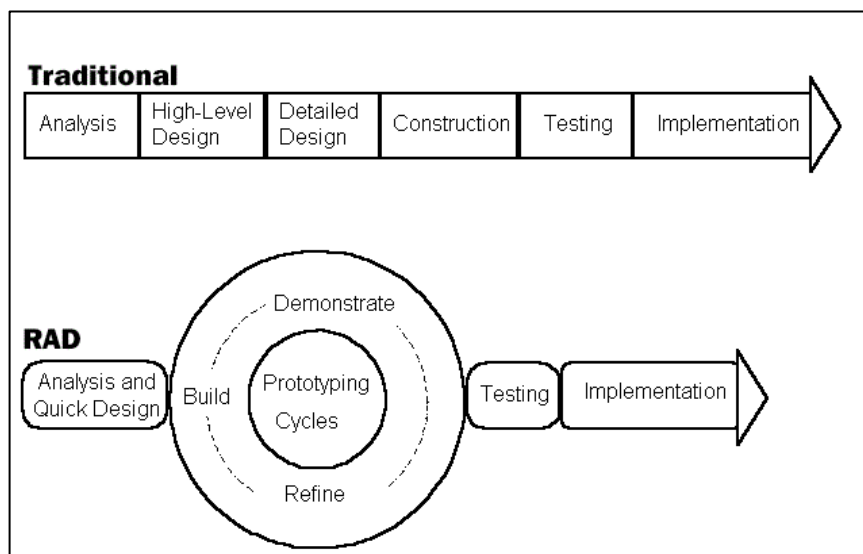 Traditional
Analysis
High-Level
Design
Detailed
Design
Construction
Testing
Implementation
RAD
Analysis and
Quick Design
Demonstrate
Build
Prototyping
Cycles
Refine
Testing
Implementation